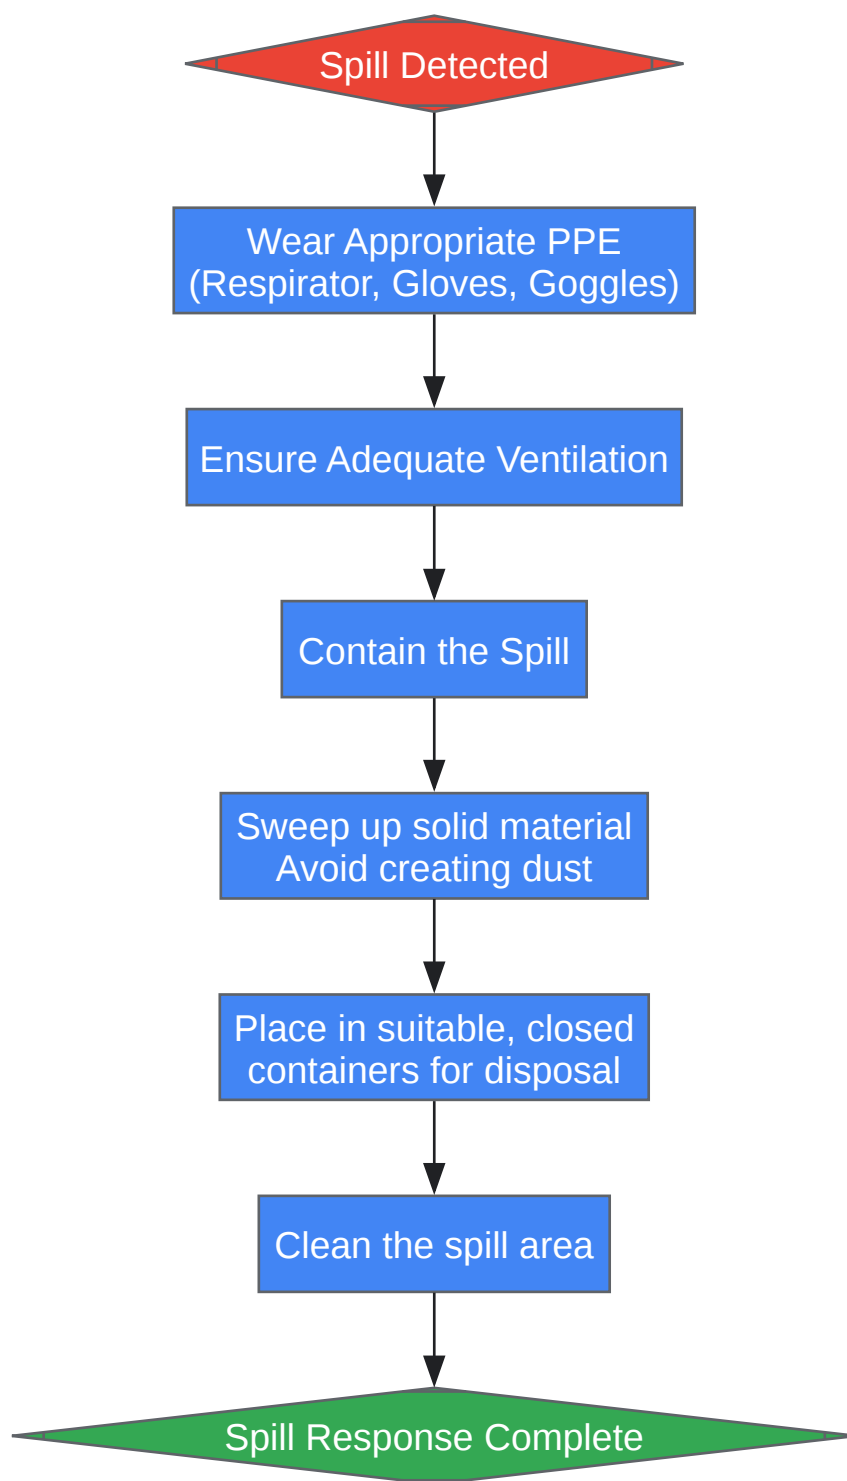 Spill Detected
Wear Appropriate PPE
(Respirator, Gloves, Goggles)
Ensure Adequate Ventilation
Contain the Spill
Sweep up solid material
Avoid creating dust
Place in suitable, closed
containers for disposal
Clean the spill area
Spill Response Complete